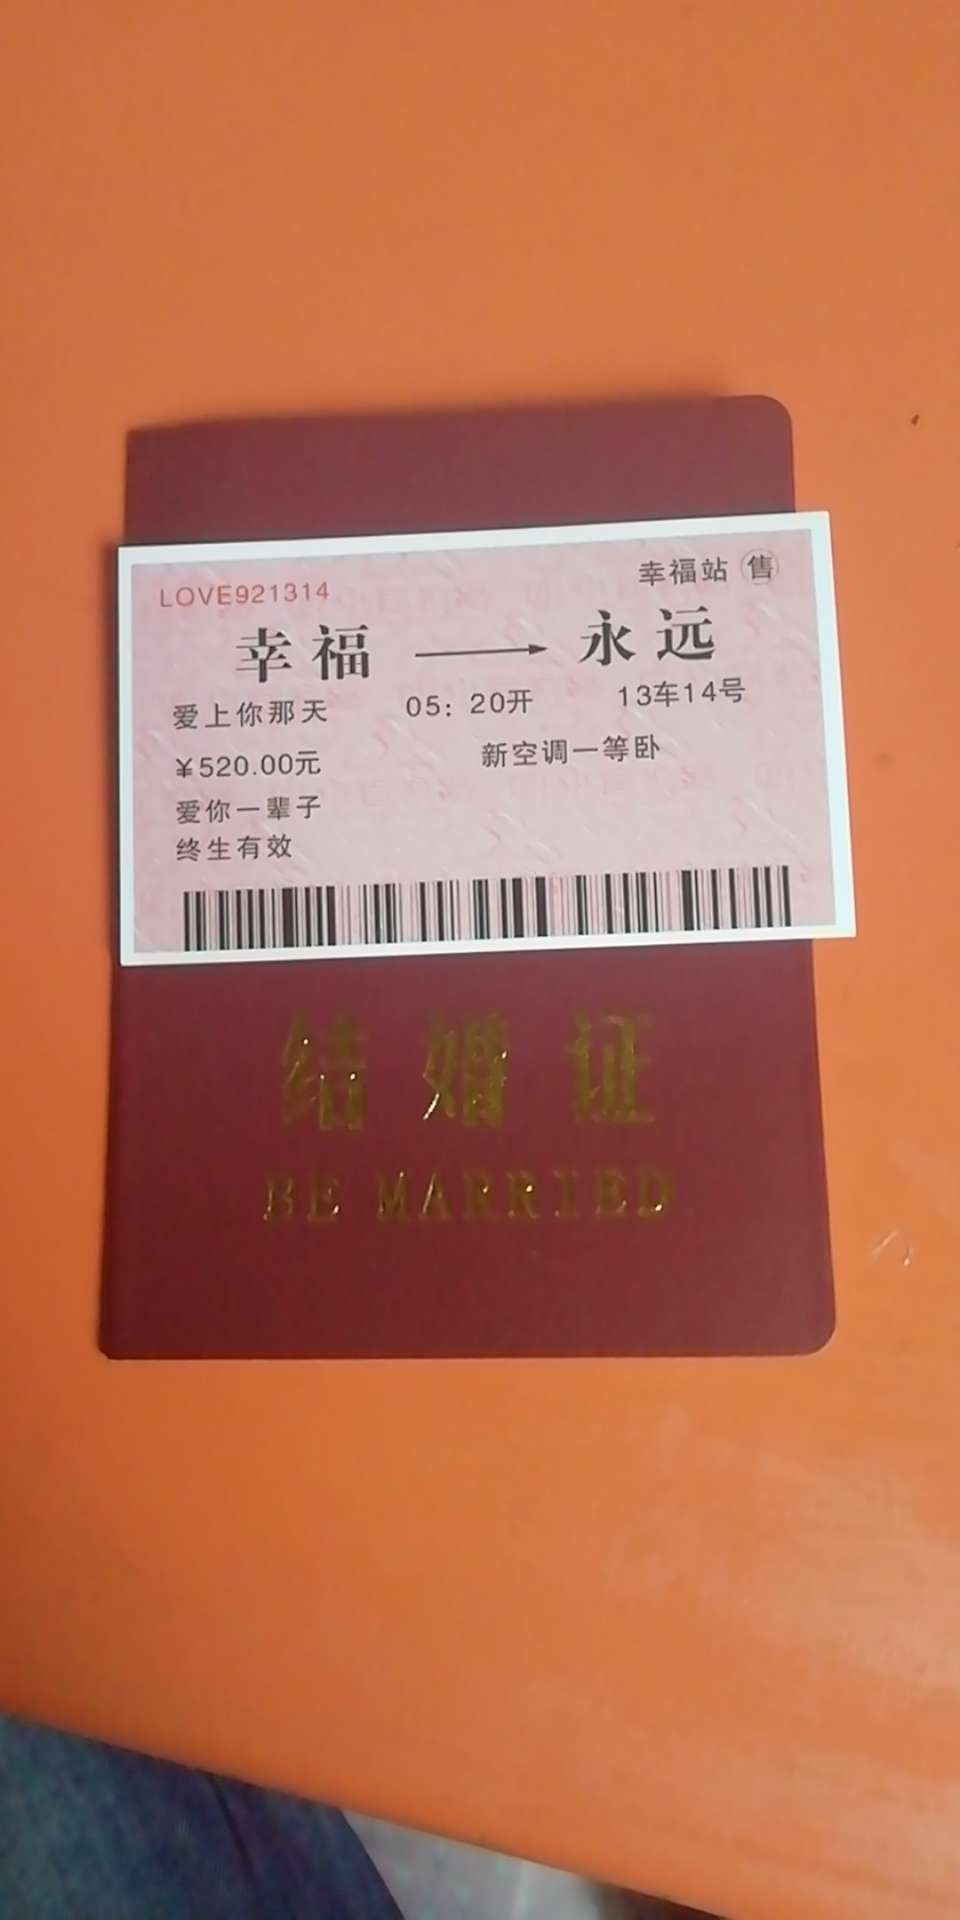 LOVE921314 幸福站 售
幸福 → 永远
爱上你那天 05：20开 13车14号
¥520.00元 新空调一等卧
爱你一辈子
终生有效
结婚证
BE MARRIED